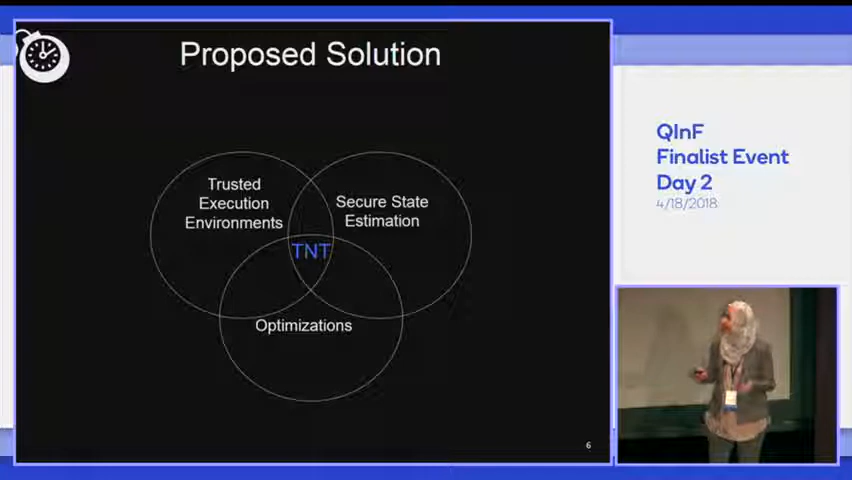 Proposed Solution
Trusted
Execution
Environments
Secure State
Estimation
TNT
Optimizations
6
QInF
Finalist Event
Day 2
4/18/2018